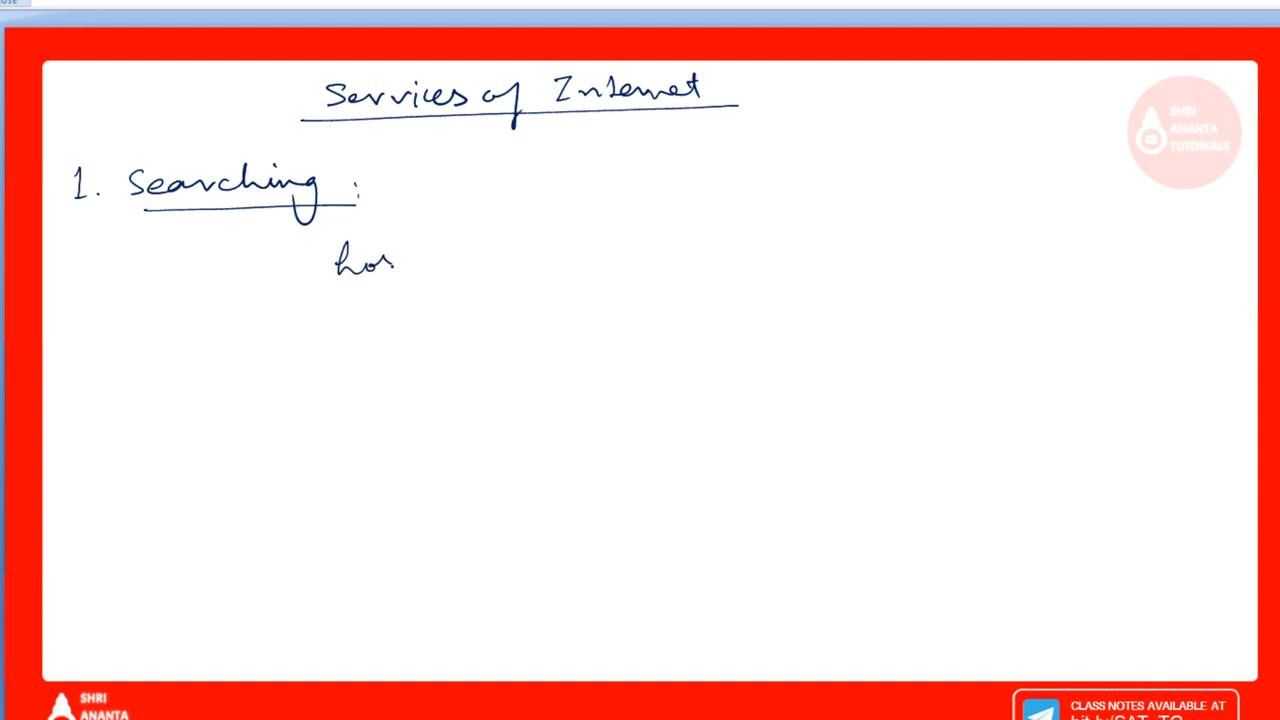 Services of Internet
SHRI
ANANTA
TUTORIALS
1. Searching :
SHRI
ANANTA
CLASS NOTES AVAILABLE AT